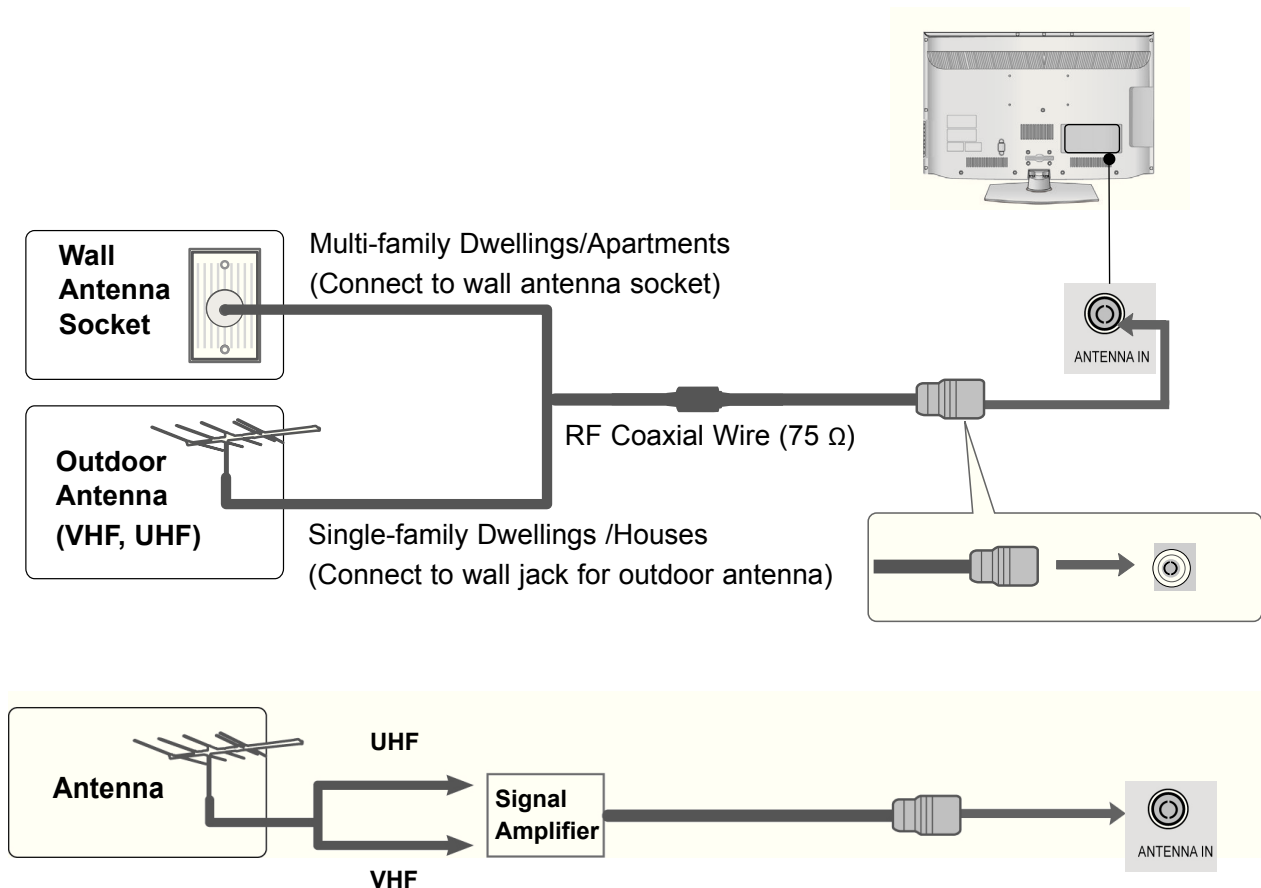 Wall
Antenna
Socket
Multi-family Dwellings/Apartments
(Connect to wall antenna socket)
ANTENNA IN
RF Coaxial Wire (75 Ω)
Outdoor
Antenna
(VHF, UHF)
Single-family Dwellings /Houses
(Connect to wall jack for outdoor antenna)
Antenna
UHF
VHF
Signal
Amplifier
ANTENNA IN